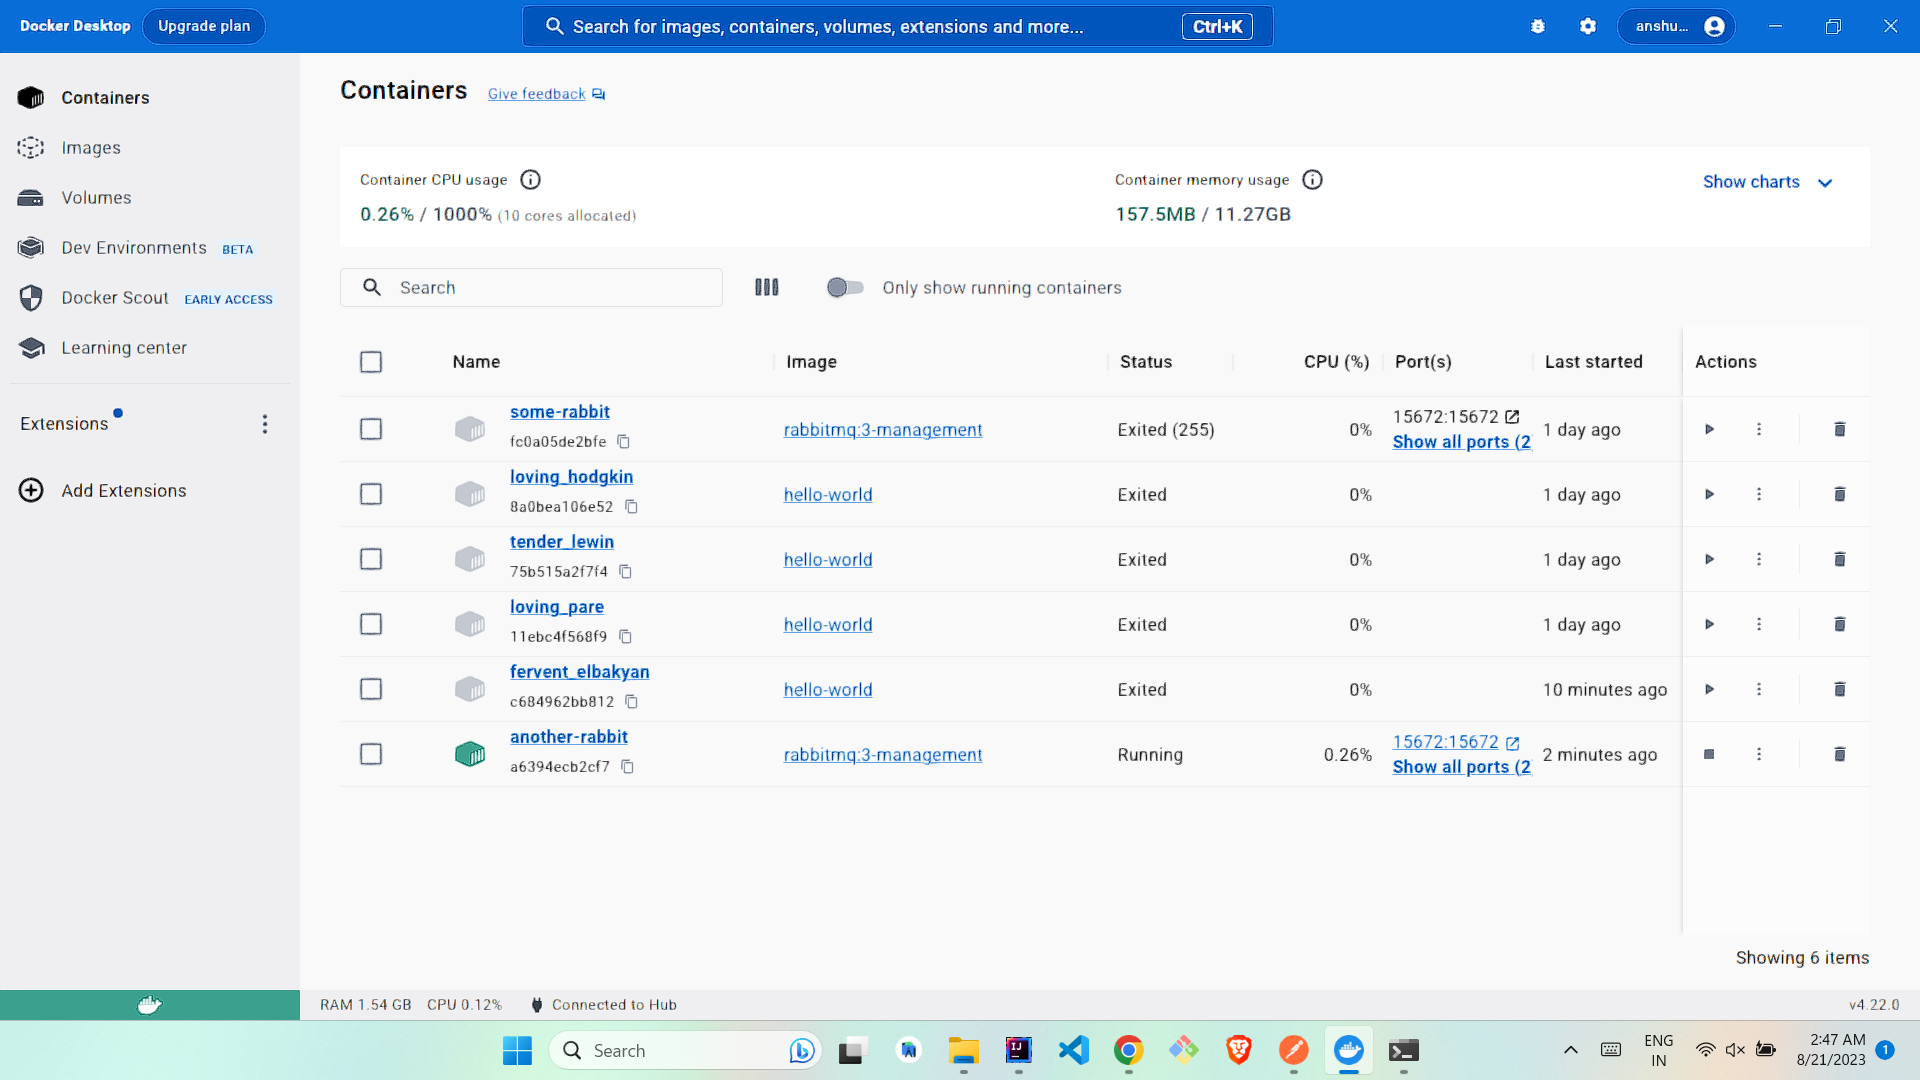 Docker Desktop
Upgrade plan
Search for images, containers, volumes, extensions and more...
Ctrl+K
anshu...
Containers
Images
Volumes
Dev Environments BETA
Docker Scout EARLY ACCESS
Learning center
Extensions
Add Extensions
Containers
Give feedback
Container CPU usage
0.26% / 1000% (10 cores allocated)
Container memory usage
157.5MB / 11.27GB
Show charts
Search
Only show running containers
Name Image Status CPU (%) Port(s) Last started Actions
some-rabbit
fc0a05de2bfe
rabbitmq:3-management
Exited (255)
0%
15672:15672
Show all ports (2
1 day ago
loving_hodgkin
8a0bea106e52
hello-world
Exited
0%
1 day ago
tender_lewin
75b515a2f7f4
hello-world
Exited
0%
1 day ago
loving_pare
11ebc4f568f9
hello-world
Exited
0%
1 day ago
fervent_elbakyan
c684962bb812
hello-world
Exited
0%
10 minutes ago
another-rabbit
a6394ecb2cf7
rabbitmq:3-management
Running
0.26%
15672:15672
Show all ports (2
2 minutes ago
Showing 6 items
RAM 1.54 GB CPU 0.12% Connected to Hub
v4.22.0
Search
IJ
ENG
IN
2:47 AM
8/21/2023
1